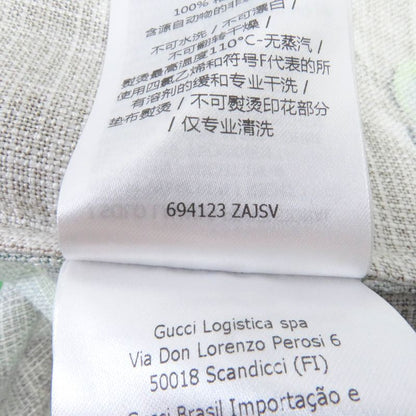 100%
含源自动物的非
不可水洗/不可漂白/
不可翻转干燥/
熨烫最高温度110°C-无蒸汽/
使用四氯乙烯和符号F代表的所
有溶剂的缓和专业干洗/
垫布熨烫/不可熨烫印花部分
/仅专业清洗
694123 ZAJSV
Gucci Logistica spa
Via Don Lorenzo Perosi 6
50018 Scandicci (FI)
Gucci Brasil Importação e